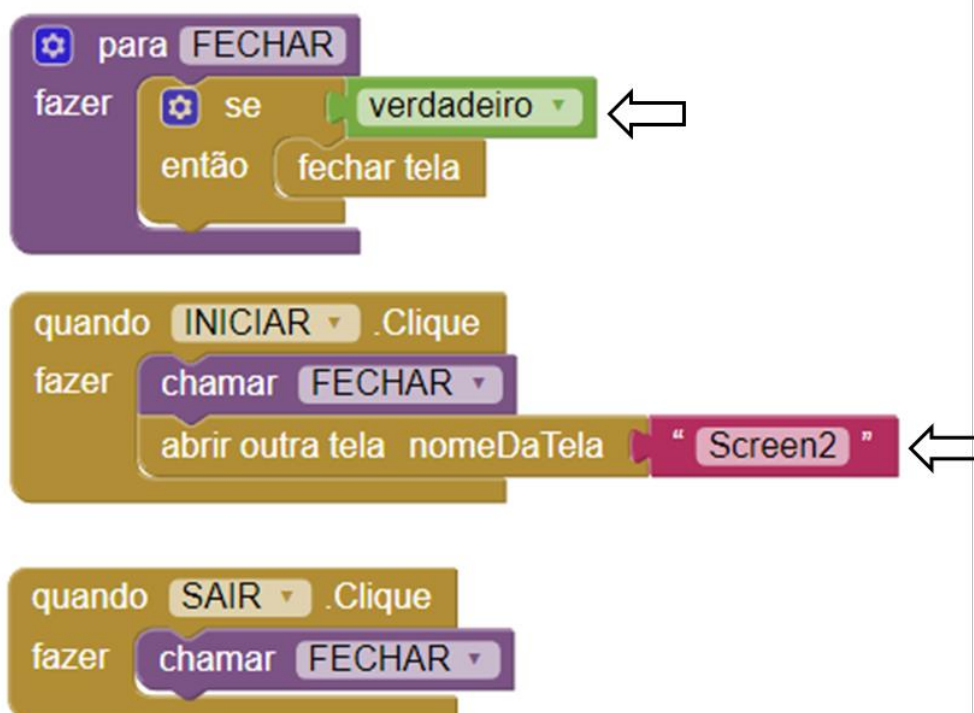 para FECHAR
fazer se verdadeiro
então fechar tela
quando INICIAR .Clique
fazer chamar FECHAR
abrir outra tela nomeDaTela " Screen2 "
quando SAIR .Clique
fazer chamar FECHAR